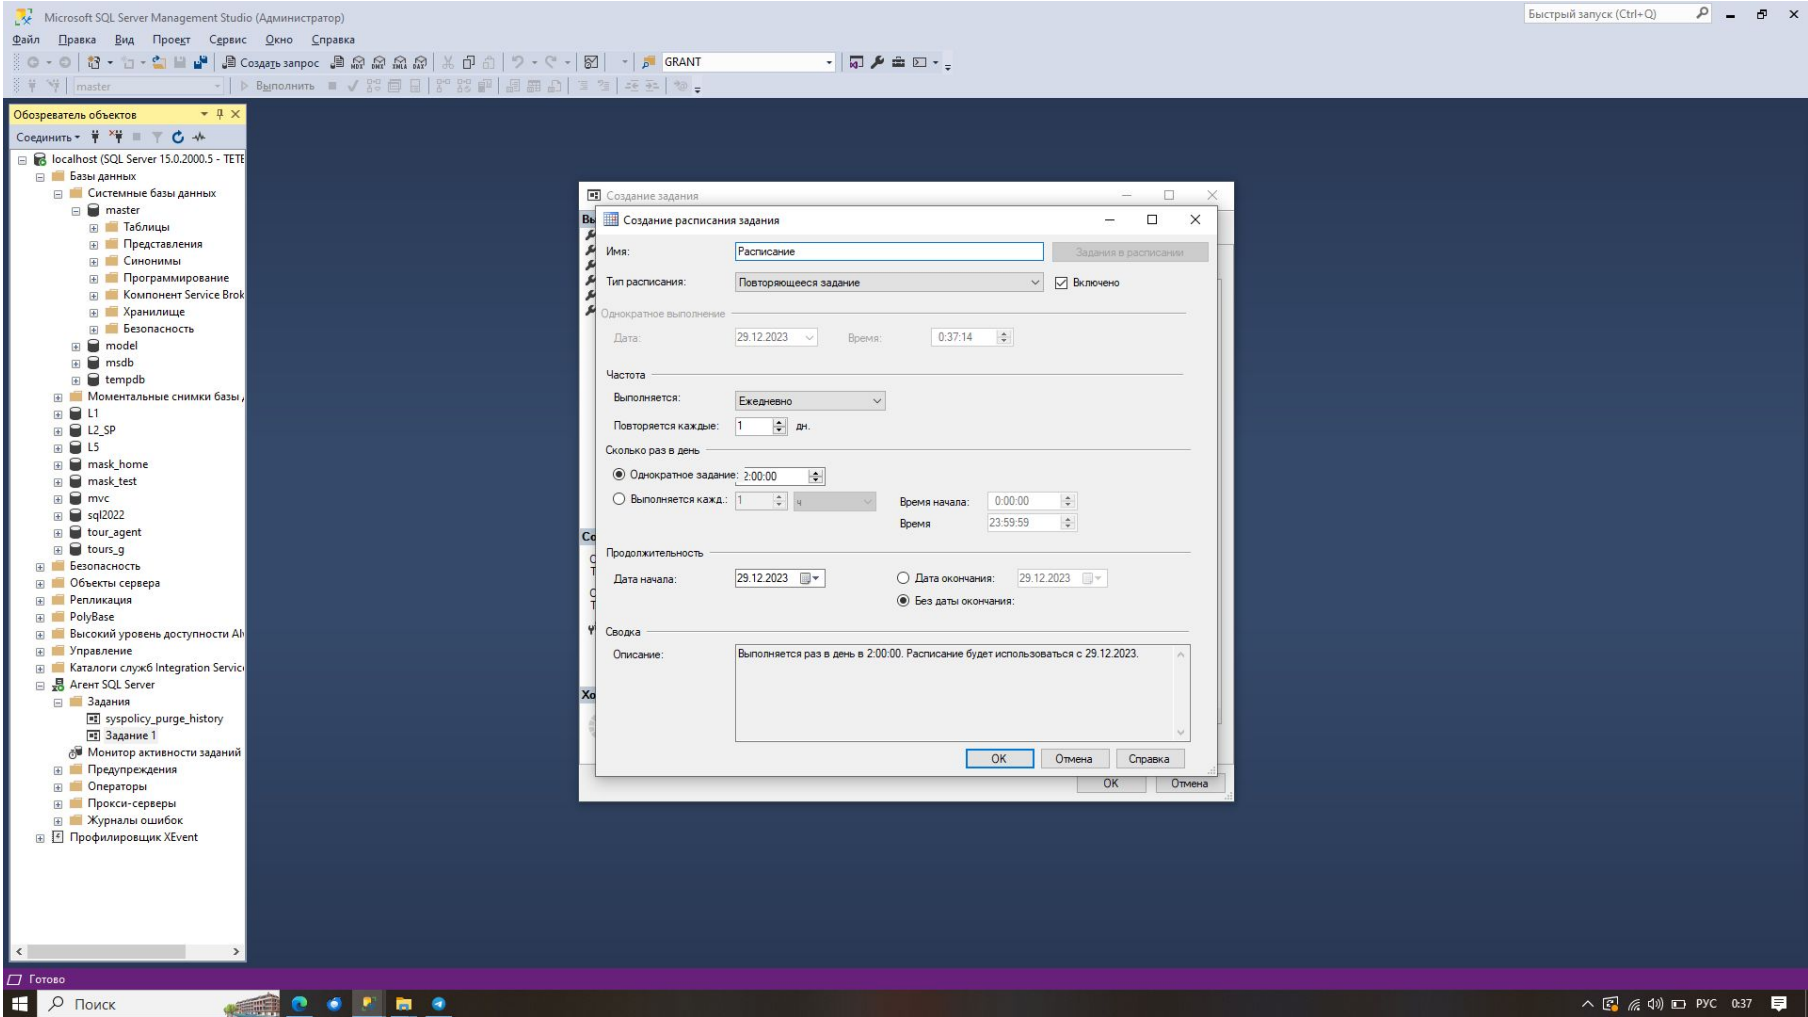 Microsoft SQL Server Management Studio (Администратор)
Быстрый запуск (Ctrl+Q)
Файл Правка Вид Проект Сервис Окно Справка
Создать запрос
MDX DMX XMLA DAX
GRANT
master
Выполнить
Обозреватель объектов
Соединить
localhost (SQL Server 15.0.2000.5 - TETE
Базы данных
Системные базы данных
master
Таблицы
Представления
Синонимы
Программирование
Компонент Service Brok
Хранилище
Безопасность
model
msdb
tempdb
Моментальные снимки базы
L1
L2_SP
L5
mask_home
mask_test
mvc
sql2022
tour_agent
tours_g
Безопасность
Объекты сервера
Репликация
PolyBase
Высокий уровень доступности Al
Управление
Каталоги служб Integration Servic
Агент SQL Server
Задания
syspolicy_purge_history
Задание 1
Монитор активности заданий
Предупреждения
Операторы
Прокси-серверы
Журналы ошибок
Профилировщик XEvent
Создание задания
Вы
Со
Хо
Создание расписания задания
Имя: Расписание Задания в расписании
Тип расписания: Повторяющееся задание Включено
Однократное выполнение
Дата: 29.12.2023 Время: 0:37:14
Частота
Выполняется: Ежедневно
Повторяется каждые: 1 дн.
Сколько раз в день
Однократное задание: 2:00:00
Выполняется кажд.: 1 ч Время начала: 0:00:00
Время 23:59:59
Продолжительность
Дата начала: 29.12.2023 Дата окончания: 29.12.2023
Без даты окончания:
Сводка
Описание: Выполняется раз в день в 2:00:00. Расписание будет использоваться с 29.12.2023.
OK Отмена Справка
OK Отмена
Готово
Поиск
РУС 0:37